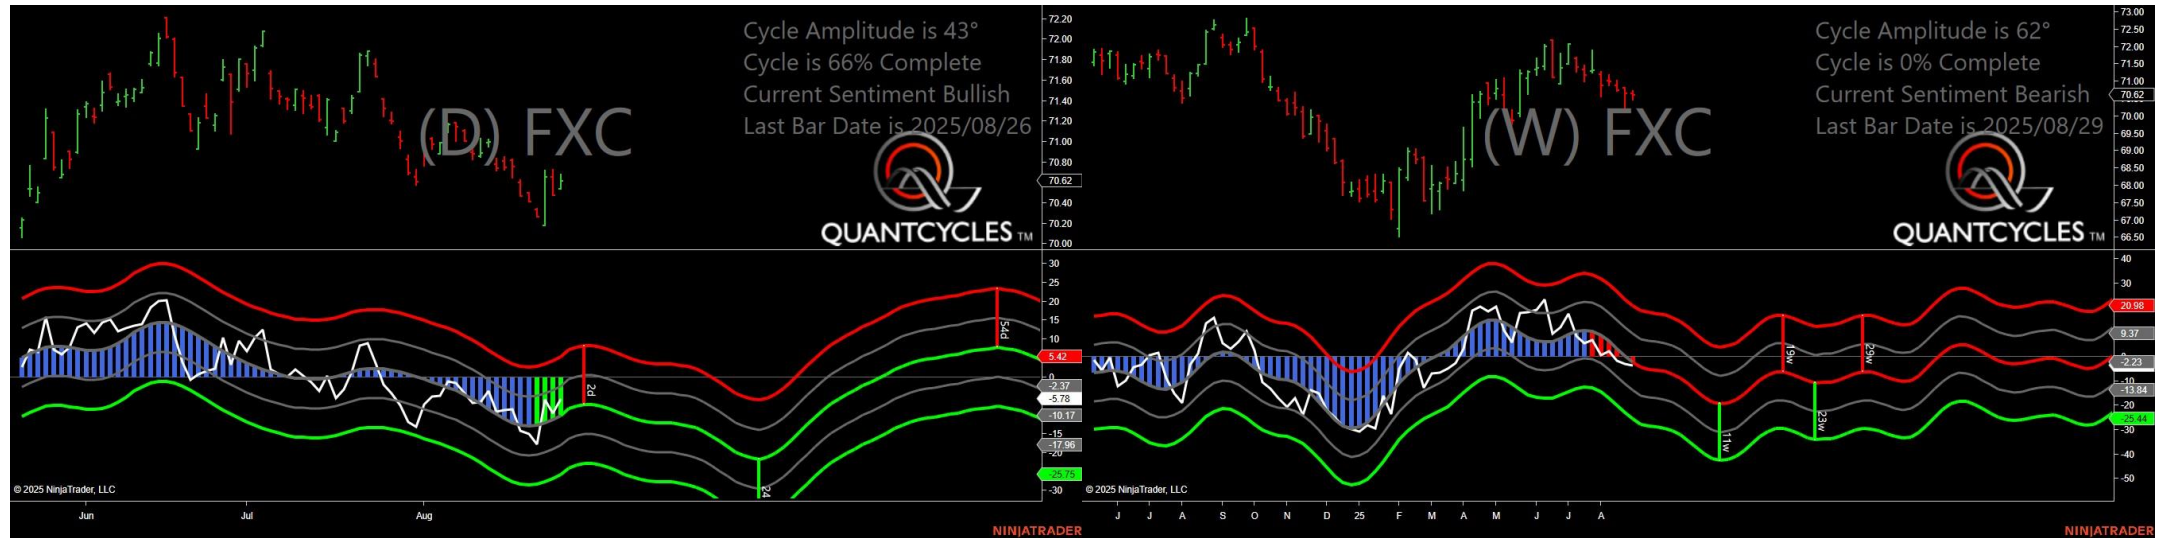 Cycle Amplitude is 43°
Cycle is 66% Complete
Current Sentiment Bullish
Last Bar Date is 2025/08/26
(D) FXC
QUANTCYCLES TM
72.20
72.00
71.80
71.60
71.40
71.20
71.00
70.80
70.62
70.40
70.20
70.00
30
25
20
15
10
5.42
0
-2.37
-5.78
-10.17
-15
-17.96
-20
-25.75
-30
2d
24
54d
© 2025 NinjaTrader, LLC
Jun Jul Aug
NINJATRADER
Cycle Amplitude is 62°
Cycle is 0% Complete
Current Sentiment Bearish
Last Bar Date is 2025/08/29
(W) FXC
QUANTCYCLES TM
73.00
72.50
72.00
71.50
71.00
70.62
70.00
69.50
69.00
68.50
68.00
67.50
67.00
66.50
40
30
20.98
9.37
-2.23
-10
-13.84
-20
-25.44
-30
-40
-50
11w
19w
23w
29w
© 2025 NinjaTrader, LLC
J J A S O N D 25 F M A M J J A
NINJATRADER